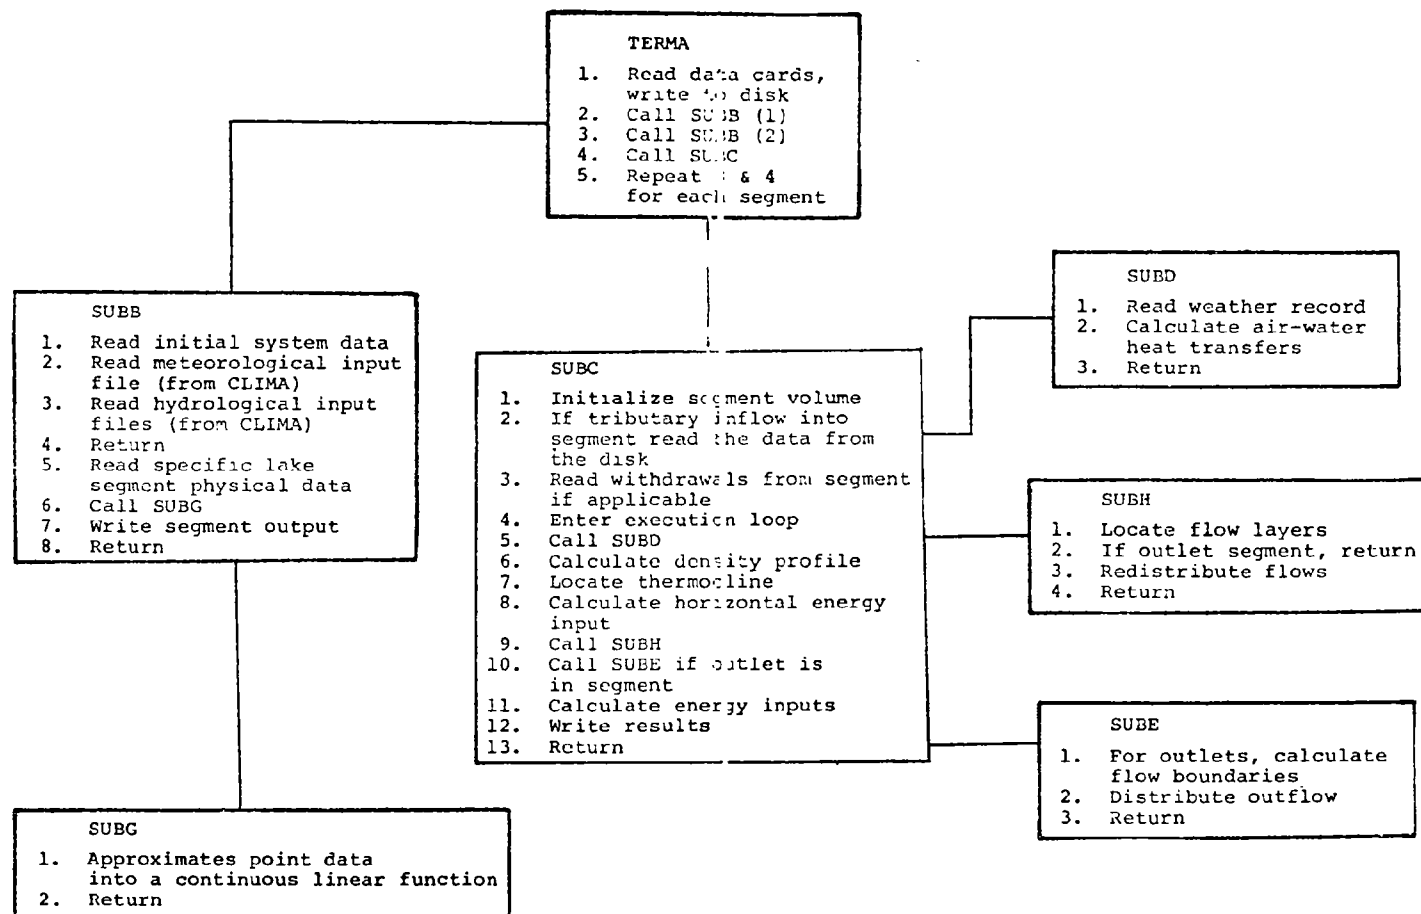 TERMA
1. Read data cards,
write to disk
2. Call SUBB (1)
3. Call SUBB (2)
4. Call SUBC
5. Repeat 3 & 4
for each segment
SUBB
1. Read initial system data
2. Read meteorological input
file (from CLIMA)
3. Read hydrological input
files (from CLIMA)
4. Return
5. Read specific lake
segment physical data
6. Call SUBG
7. Write segment output
8. Return
SUBC
1. Initialize segment volume
2. If tributary inflow into
segment read the data from
the disk
3. Read withdrawals from segment
if applicable
4. Enter execution loop
5. Call SUBD
6. Calculate density profile
7. Locate thermocline
8. Calculate horizontal energy
input
9. Call SUBH
10. Call SUBE if outlet is
in segment
11. Calculate energy inputs
12. Write results
13. Return
SUBD
1. Read weather record
2. Calculate air-water
heat transfers
3. Return
SUBH
1. Locate flow layers
2. If outlet segment, return
3. Redistribute flows
4. Return
SUBE
1. For outlets, calculate
flow boundaries
2. Distribute outflow
3. Return
SUBG
1. Approximates point data
into a continuous linear function
2. Return